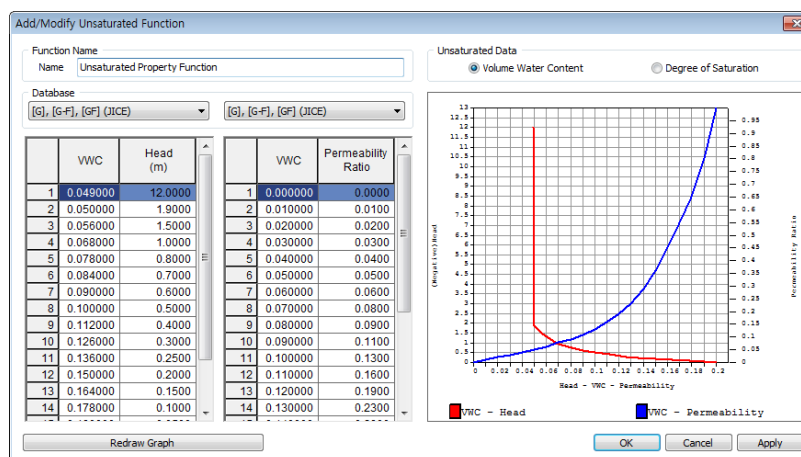 Add/Modify Unsaturated Function
Function Name
Name Unsaturated Property Function
Unsaturated Data
Volume Water Content Degree of Saturation
Database
[G], [G-F], [GF] (JICE) [G], [G-F], [GF] (JICE)
VWC Head (m)
1 0.049000 12.0000
2 0.050000 1.9000
3 0.056000 1.5000
4 0.068000 1.0000
5 0.078000 0.8000
6 0.084000 0.7000
7 0.090000 0.6000
8 0.100000 0.5000
9 0.112000 0.4000
10 0.126000 0.3000
11 0.136000 0.2500
12 0.150000 0.2000
13 0.164000 0.1500
14 0.178000 0.1000
VWC Permeability Ratio
1 0.000000 0.0000
2 0.010000 0.0100
3 0.020000 0.0200
4 0.030000 0.0300
5 0.040000 0.0400
6 0.050000 0.0500
7 0.060000 0.0600
8 0.070000 0.0800
9 0.080000 0.0900
10 0.090000 0.1100
11 0.100000 0.1300
12 0.110000 0.1600
13 0.120000 0.1900
14 0.130000 0.2300
(Negative)Head
13
12.5
12
11.5
11
10.5
10
9.5
9
8.5
8
7.5
7
6.5
6
5.5
5
4.5
4
3.5
3
2.5
2
1.5
1
0.5
0 0.02 0.04 0.06 0.08 0.1 0.12 0.14 0.16 0.18 0.2
0.95
0.9
0.85
0.8
0.75
0.7
0.65
0.6
0.55
0.5
0.45
0.4
0.35
0.3
0.25
0.2
0.15
0.1
0.05
0
Permeability Ratio
Head - VWC - Permeability
VWC - Head VWC - Permeability
Redraw Graph
OK Cancel Apply